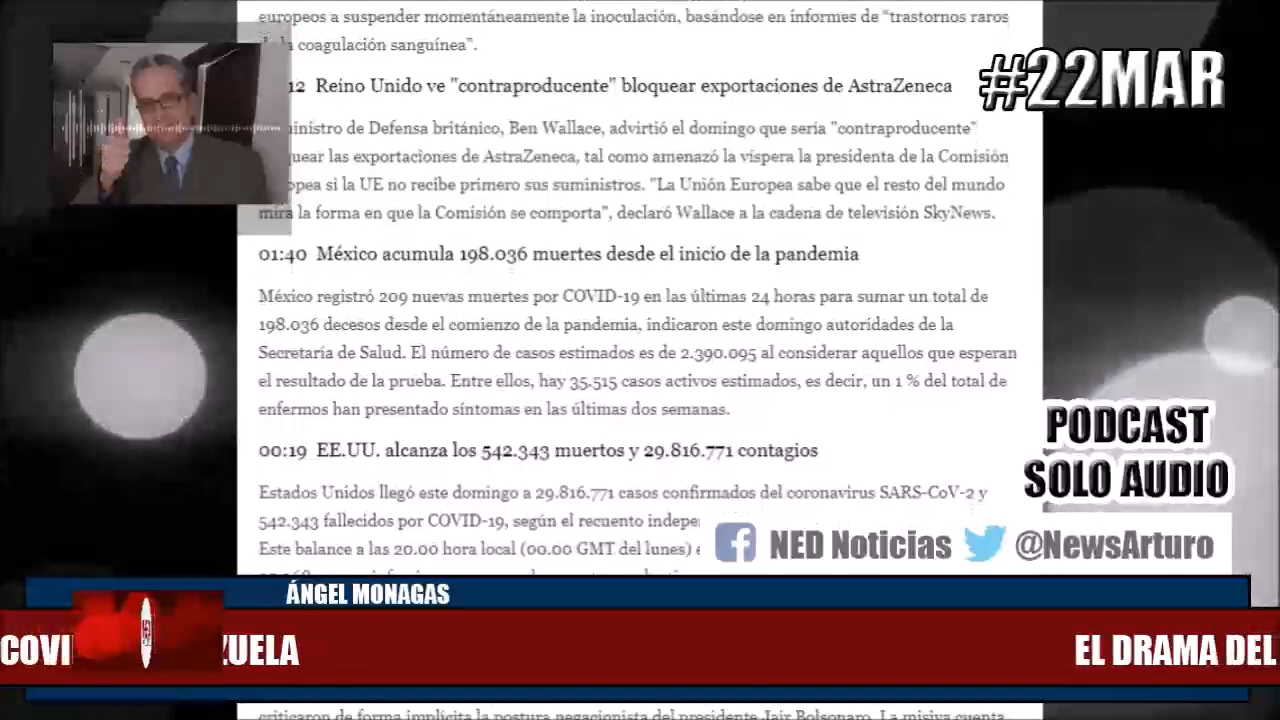 europeos a suspender momentáneamente la inoculación, basándose en informes de “trastornos raros
la coagulación sanguínea”.
12 Reino Unido ve "contraproducente" bloquear exportaciones de AstraZeneca
#22MAR
ministro de Defensa británico, Ben Wallace, advirtió el domingo que sería "contraproducente"
quear las exportaciones de AstraZeneca, tal como amenazó la víspera la presidenta de la Comisión
opea si la UE no recibe primero sus suministros. "La Unión Europea sabe que el resto del mundo
mira la forma en que la Comisión se comporta", declaró Wallace a la cadena de televisión SkyNews.
01:40 México acumula 198.036 muertes desde el inicio de la pandemia
México registró 209 nuevas muertes por COVID-19 en las últimas 24 horas para sumar un total de
198.036 decesos desde el comienzo de la pandemia, indicaron este domingo autoridades de la
Secretaría de Salud. El número de casos estimados es de 2.390.095 al considerar aquellos que esperan
el resultado de la prueba. Entre ellos, hay 35.515 casos activos estimados, es decir, un 1 % del total de
enfermos han presentado síntomas en las últimas dos semanas.
00:19 EE.UU. alcanza los 542.343 muertos y 29.816.771 contagios
PODCAST
SOLO AUDIO
Estados Unidos llegó este domingo a 29.816.771 casos confirmados del coronavirus SARS-CoV-2 y
542.343 fallecidos por COVID-19, según el recuento indepe
Este balance a las 20.00 hora local (00.00 GMT del lunes)
NED Noticias @NewsArturo
ÁNGEL MONAGAS
COVI ZUELA EL DRAMA DEL
criticaron de forma implícita la postura negacionista del presidente Jair Bolsonaro. La misiva cuenta